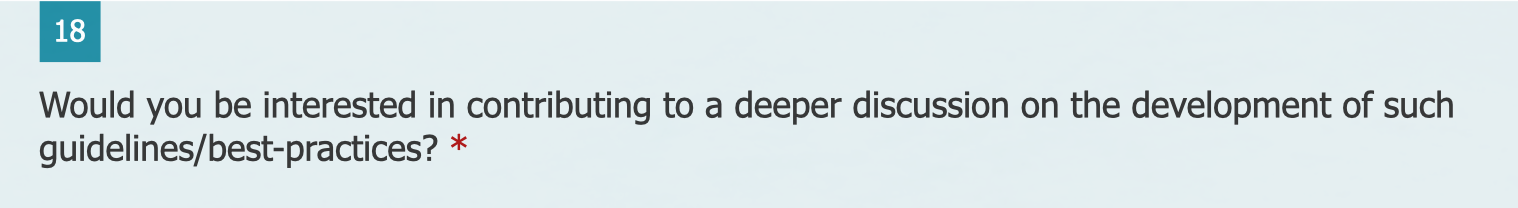 18
Would you be interested in contributing to a deeper discussion on the development of such
guidelines/best-practices? *